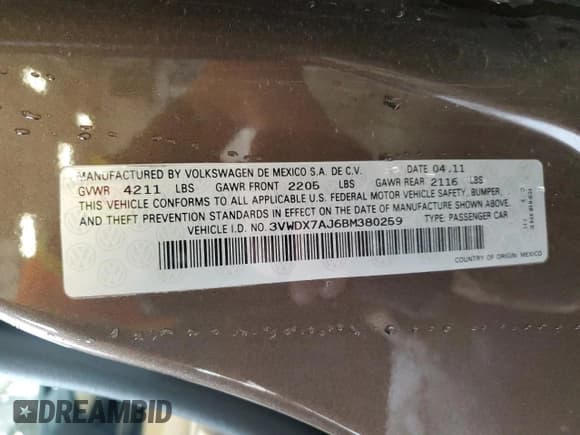 MANUFACTURED BY VOLKSWAGEN DE MEXICO S.A. DE C.V. DATE 04.11
GVWR 4211 LBS GAWR FRONT 2205 LBS GAWR REAR 2116 LBS
THIS VEHICLE CONFORMS TO ALL APPLICABLE U.S. FEDERAL MOTOR VEHICLE SAFETY, BUMPER,
AND THEFT PREVENTION STANDARDS IN EFFECT ON THE DATE OF MANUFACTURE SHOWN ABOVE.
VEHICLE I.D. NO. 3VWDX7AJ6BM380259 TYPE: PASSENGER CAR
COUNTRY OF ORIGIN: MEXICO
DREAMBID